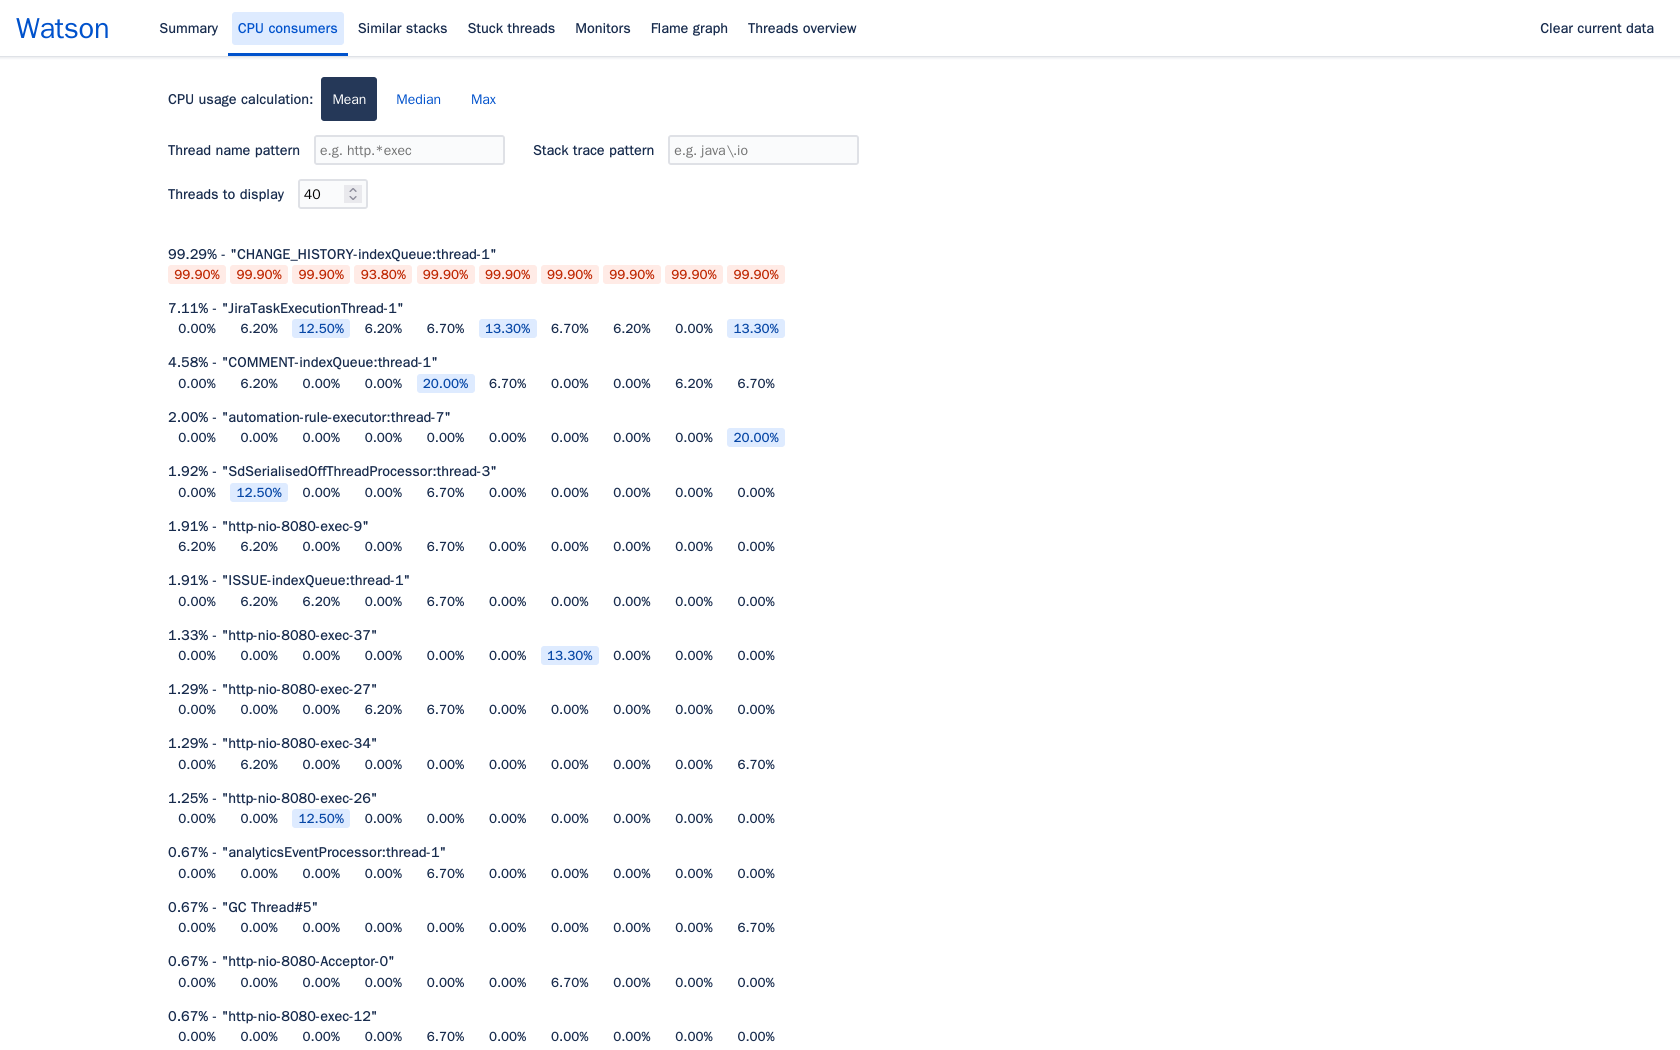 Watson Summary CPU consumers Similar stacks Stuck threads Monitors Flame graph Threads overview Clear current data
CPU usage calculation: Mean Median Max
Thread name pattern e.g. http.*exec Stack trace pattern e.g. java\.io
Threads to display 40
99.29% - "CHANGE_HISTORY-indexQueue:thread-1"
99.90% 99.90% 99.90% 93.80% 99.90% 99.90% 99.90% 99.90% 99.90% 99.90%
7.11% - "JiraTaskExecutionThread-1"
0.00% 6.20% 12.50% 6.20% 6.70% 13.30% 6.70% 6.20% 0.00% 13.30%
4.58% - "COMMENT-indexQueue:thread-1"
0.00% 6.20% 0.00% 0.00% 20.00% 6.70% 0.00% 0.00% 6.20% 6.70%
2.00% - "automation-rule-executor:thread-7"
0.00% 0.00% 0.00% 0.00% 0.00% 0.00% 0.00% 0.00% 0.00% 20.00%
1.92% - "SdSerialisedOffThreadProcessor:thread-3"
0.00% 12.50% 0.00% 0.00% 6.70% 0.00% 0.00% 0.00% 0.00% 0.00%
1.91% - "http-nio-8080-exec-9"
6.20% 6.20% 0.00% 0.00% 6.70% 0.00% 0.00% 0.00% 0.00% 0.00%
1.91% - "ISSUE-indexQueue:thread-1"
0.00% 6.20% 6.20% 0.00% 6.70% 0.00% 0.00% 0.00% 0.00% 0.00%
1.33% - "http-nio-8080-exec-37"
0.00% 0.00% 0.00% 0.00% 0.00% 0.00% 13.30% 0.00% 0.00% 0.00%
1.29% - "http-nio-8080-exec-27"
0.00% 0.00% 0.00% 6.20% 6.70% 0.00% 0.00% 0.00% 0.00% 0.00%
1.29% - "http-nio-8080-exec-34"
0.00% 6.20% 0.00% 0.00% 0.00% 0.00% 0.00% 0.00% 0.00% 6.70%
1.25% - "http-nio-8080-exec-26"
0.00% 0.00% 12.50% 0.00% 0.00% 0.00% 0.00% 0.00% 0.00% 0.00%
0.67% - "analyticsEventProcessor:thread-1"
0.00% 0.00% 0.00% 0.00% 6.70% 0.00% 0.00% 0.00% 0.00% 0.00%
0.67% - "GC Thread#5"
0.00% 0.00% 0.00% 0.00% 0.00% 0.00% 0.00% 0.00% 0.00% 6.70%
0.67% - "http-nio-8080-Acceptor-0"
0.00% 0.00% 0.00% 0.00% 0.00% 0.00% 6.70% 0.00% 0.00% 0.00%
0.67% - "http-nio-8080-exec-12"
0.00% 0.00% 0.00% 0.00% 6.70% 0.00% 0.00% 0.00% 0.00% 0.00%